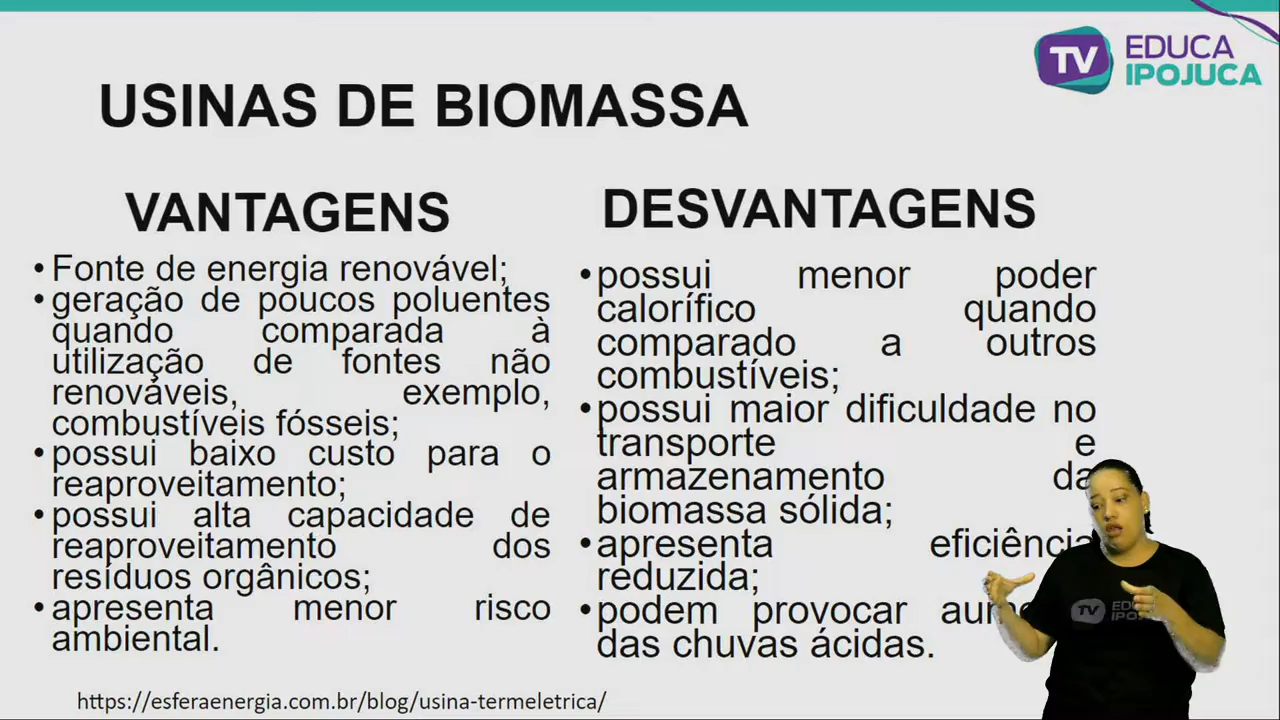 TV EDUCA
IPOJUCA
USINAS DE BIOMASSA
VANTAGENS
•Fonte de energia renovável;
•geração de poucos poluentes
quando comparada à
utilização de fontes não
renováveis, exemplo,
combustíveis fósseis;
•possui baixo custo para o
reaproveitamento;
•possui alta capacidade de
reaproveitamento dos
resíduos orgânicos;
•apresenta menor risco
ambiental.
DESVANTAGENS
•possui menor poder
calorífico quando
comparado a outros
combustíveis;
•possui maior dificuldade no
transporte e
armazenamento da
biomassa sólida;
•apresenta eficiência
reduzida;
•podem provocar
das chuvas ácidas.
https://esferaenergia.com.br/blog/usina-termeletrica/
TV